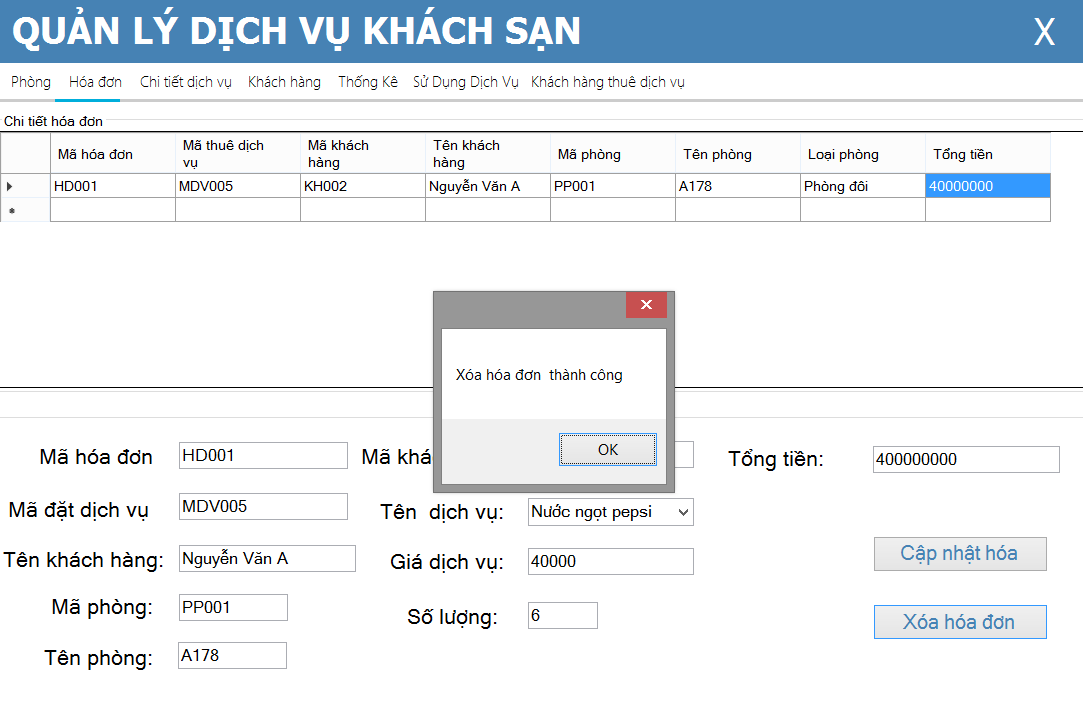 QUẢN LÝ DỊCH VỤ KHÁCH SẠN X
Phòng Hóa đơn Chi tiết dịch vụ Khách hàng Thống Kê Sử Dụng Dịch Vụ Khách hàng thuê dịch vụ
Chi tiết hóa đơn
Mã hóa đơn Mã thuê dịch vụ Mã khách hàng Tên khách hàng Mã phòng Tên phòng Loại phòng Tổng tiền
HD001 MDV005 KH002 Nguyễn Văn A PP001 A178 Phòng đôi 40000000
Xóa hóa đơn thành công
OK
Mã hóa đơn HD001 Mã khá Tổng tiền: 400000000
Mã đặt dịch vụ MDV005 Tên dịch vụ: Nước ngọt pepsi
Tên khách hàng: Nguyễn Văn A Giá dịch vụ: 40000 Cập nhật hóa
Mã phòng: PP001 Số lượng: 6 Xóa hóa đơn
Tên phòng: A178